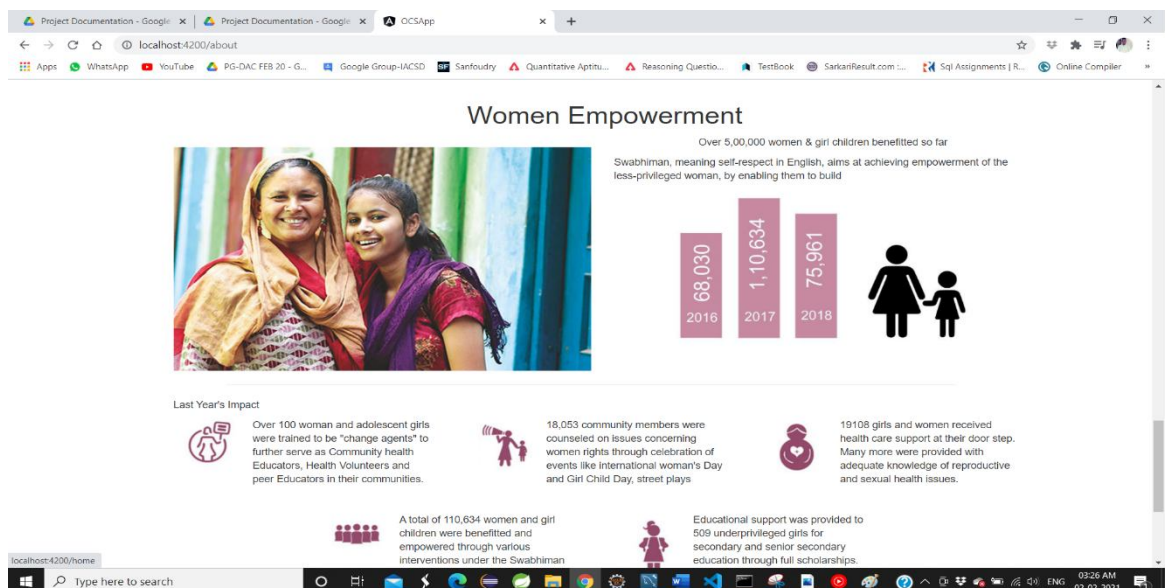 Project Documentation - Google
Project Documentation - Google
OCSApp
localhost:4200/about
Apps
WhatsApp
YouTube
PG-DAC FEB 20 - G...
Google Group-IACSD
SF Sanfoudry
Quantitative Aptitu...
Reasoning Questio...
TestBook
SarkariResult.com :...
Sql Assignments | R...
Online Compiler
»
Women Empowerment
Over 5,00,000 women & girl children benefitted so far
Swabhiman, meaning self-respect in English, aims at achieving empowerment of the
less-privileged woman, by enabling them to build
68,030
2016
1,10,634
2017
75,961
2018
Last Year's Impact
Over 100 woman and adolescent girls
were trained to be "change agents" to
further serve as Community health
Educators, Health Volunteers and
peer Educators in their communities.
18,053 community members were
counseled on issues concerning
women rights through celebration of
events like international woman's Day
and Girl Child Day, street plays
19108 girls and women received
health care support at their door step.
Many more were provided with
adequate knowledge of reproductive
and sexual health issues.
A total of 110,634 women and girl
children were benefitted and
empowered through various
interventions under the Swabhiman
Educational support was provided to
509 underprivileged girls for
secondary and senior secondary
education through full scholarships.
localhost:4200/home
Type here to search
ENG
03:26 AM
02-02-2021